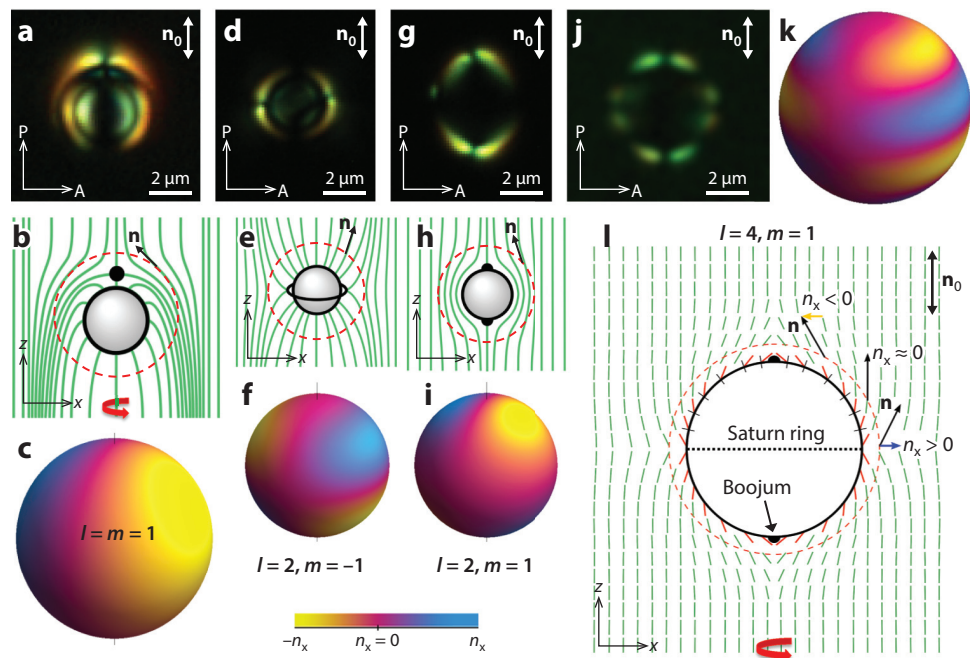 a
n₀
P
A
2 μm
d
n₀
P
A
2 μm
g
n₀
P
A
2 μm
j
n₀
P
A
2 μm
k
b
n
z
x
e
n
z
x
h
n
z
x
l = 4, m = 1
l
n₀
nₓ < 0
n
nₓ ≈ 0
n
nₓ > 0
Saturn ring
Boojum
z
x
c
l = m = 1
f
l = 2, m = –1
i
l = 2, m = 1
–nₓ
nₓ = 0
nₓ